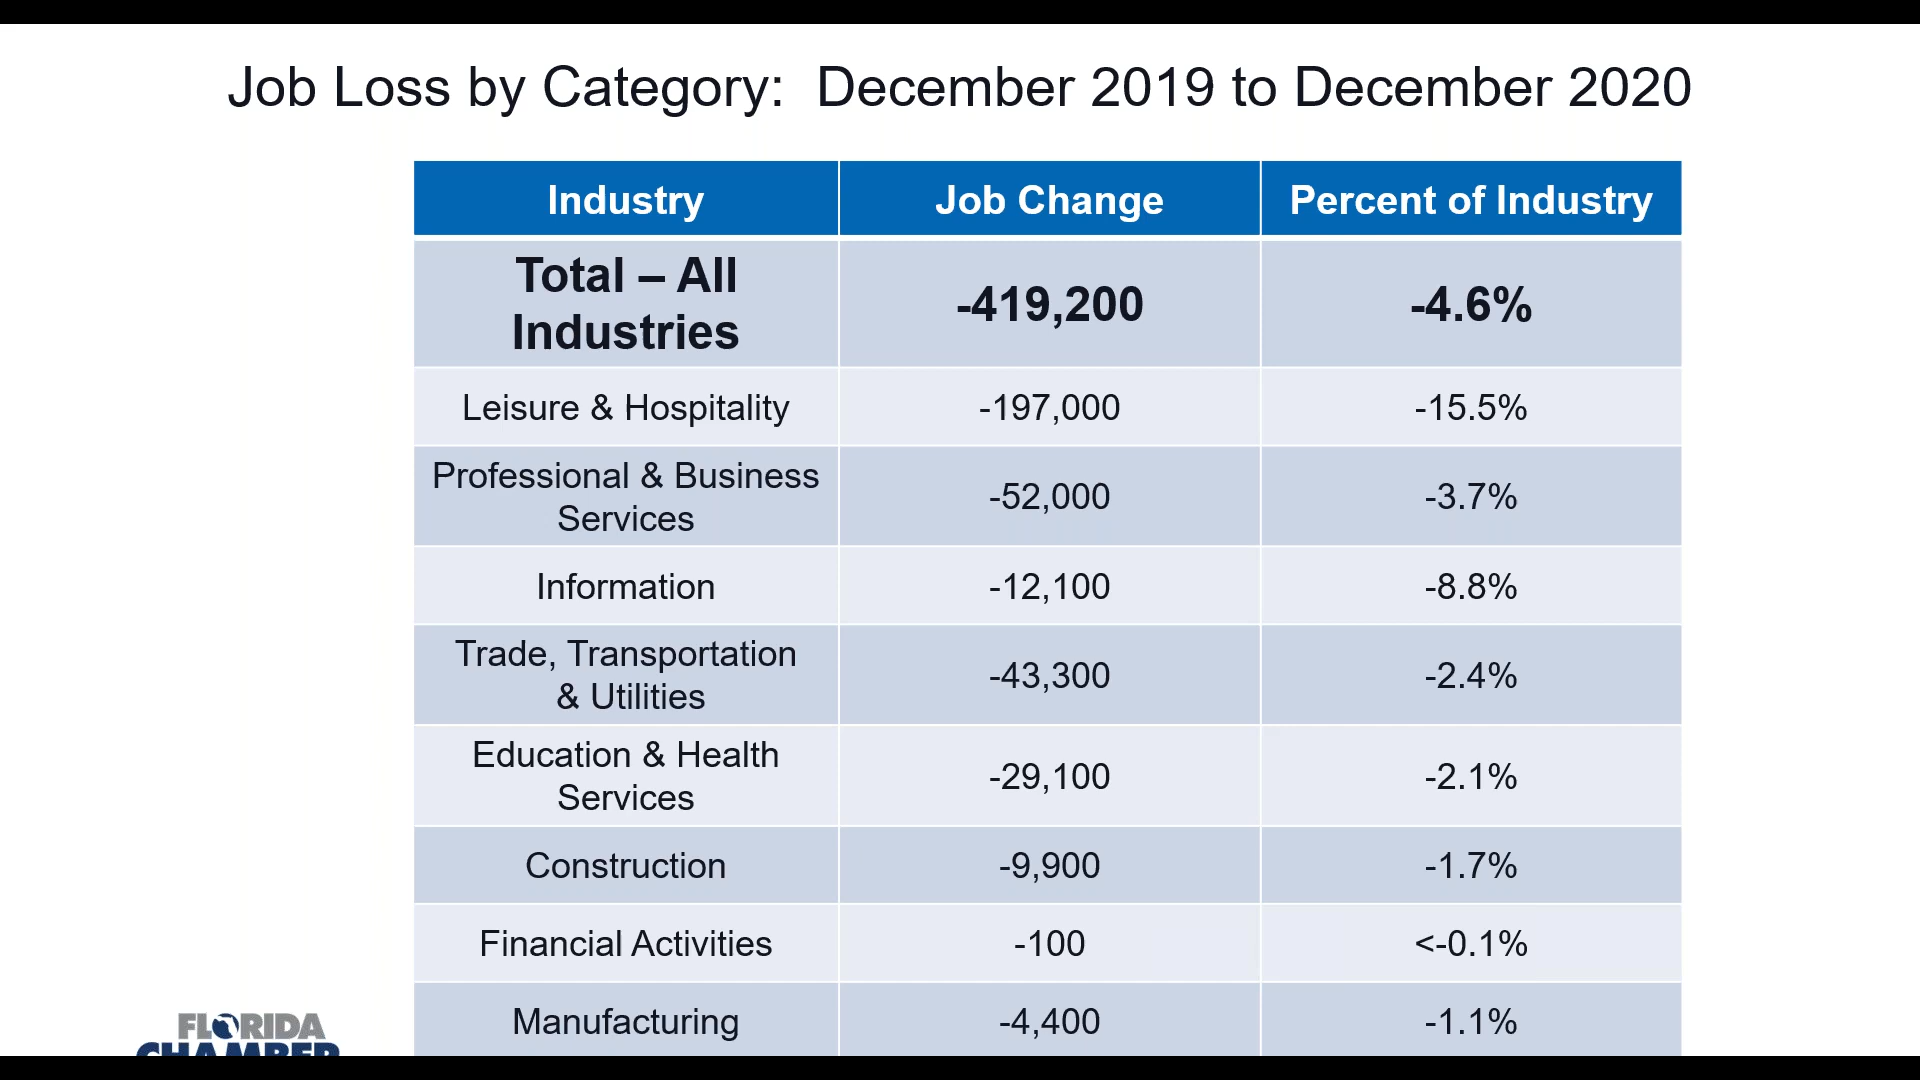 Job Loss by Category: December 2019 to December 2020
Industry Job Change Percent of Industry
Total – All
Industries
-419,200 -4.6%
Leisure & Hospitality -197,000 -15.5%
Professional & Business
Services
-52,000 -3.7%
Information -12,100 -8.8%
Trade, Transportation
& Utilities
-43,300 -2.4%
Education & Health
Services
-29,100 -2.1%
Construction -9,900 -1.7%
Financial Activities -100 <-0.1%
Manufacturing -4,400 -1.1%
FLORIDA
CHAMBER